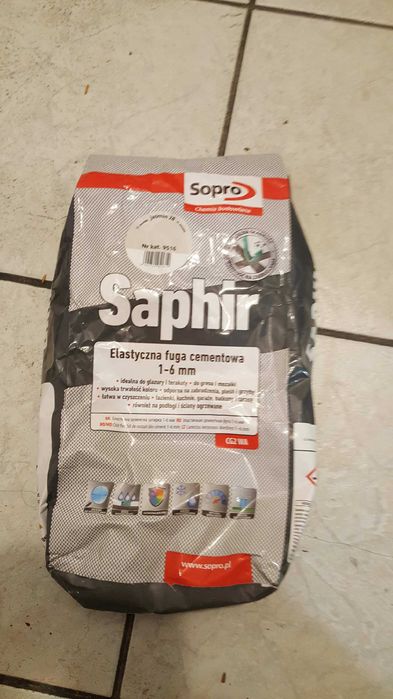 Sopro
Chemia Budowlana
Jaśmin 28
Nr kat. 9516
Saphir
Elastyczna fuga cementowa
1-6 mm
• idealna do glazury i terakoty • do gresu i mozaiki
• wysoka trwałość koloru • odporna na zabrudzenia, pleśń i grzyby
• łatwa w czyszczeniu • łazienki, kuchnie, garaże, balkony i tarasy
• również na podłogi i ściany ogrzewane
CG2 WA
www.sopro.pl